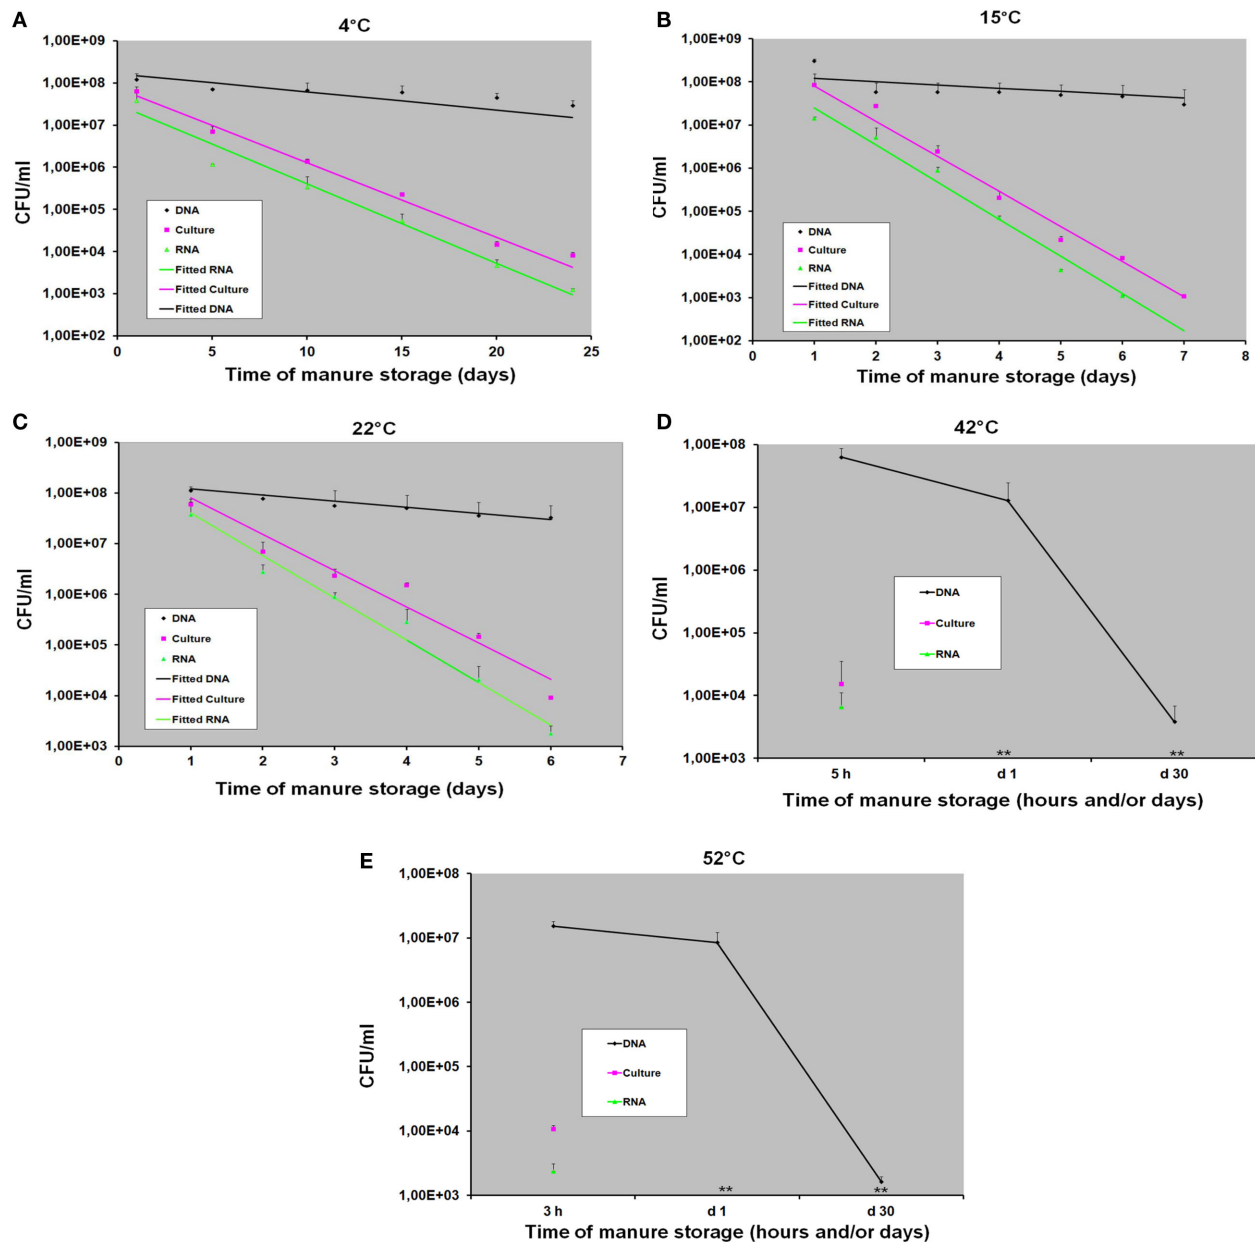 A
4°C
1,00E+09
1,00E+08
1,00E+07
1,00E+06
1,00E+05
1,00E+04
1,00E+03
1,00E+02
CFU/ml
DNA
Culture
RNA
Fitted RNA
Fitted Culture
Fitted DNA
0 5 10 15 20 25
Time of manure storage (days)
B
15°C
1,00E+09
1,00E+08
1,00E+07
1,00E+06
1,00E+05
1,00E+04
1,00E+03
1,00E+02
CFU/ml
DNA
Culture
RNA
Fitted DNA
Fitted Culture
Fitted RNA
0 1 2 3 4 5 6 7 8
Time of manure storage (days)
C
22°C
1,00E+09
1,00E+08
1,00E+07
1,00E+06
1,00E+05
1,00E+04
1,00E+03
CFU/ml
DNA
Culture
RNA
Fitted DNA
Fitted Culture
Fitted RNA
0 1 2 3 4 5 6 7
Time of manure storage (days)
D
42°C
1,00E+08
1,00E+07
1,00E+06
1,00E+05
1,00E+04
1,00E+03
CFU/ml
DNA
Culture
RNA
** **
5 h d 1 d 30
Time of manure storage (hours and/or days)
E
52°C
1,00E+08
1,00E+07
1,00E+06
1,00E+05
1,00E+04
1,00E+03
CFU/ml
DNA
Culture
RNA
** **
3 h d 1 d 30
Time of manure storage (hours and/or days)